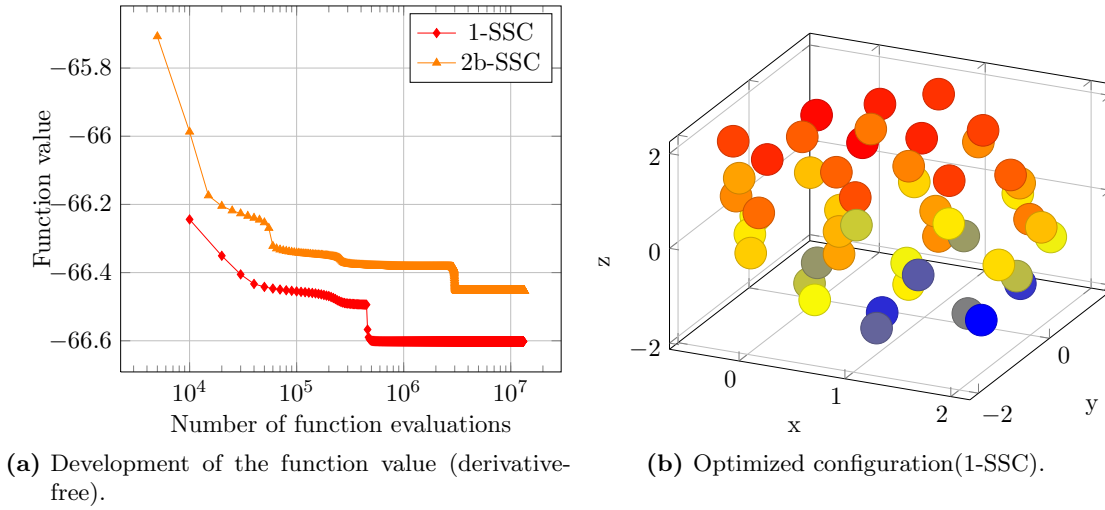 1-SSC
2b-SSC
−65.8
−66
−66.2
−66.4
−66.6
Function value
10^4
10^5
10^6
10^7
Number of function evaluations
(a) Development of the function value (derivative-
free).
2
0
−2
z
0
1
2
x
−2
0
y
(b) Optimized configuration(1-SSC).